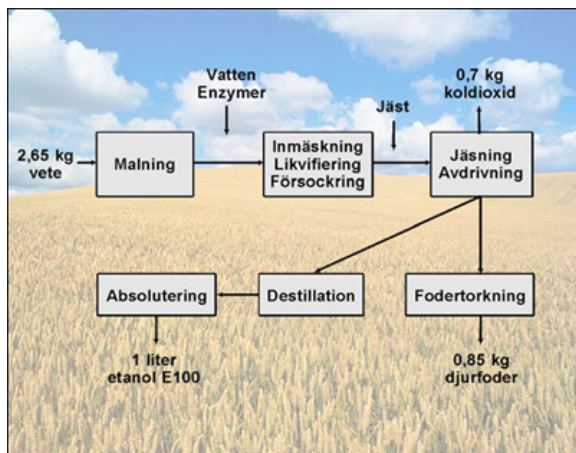 Vatten
Enzymer
0,7 kg
koldioxid
Jäst
2,65 kg
vete
Malning
Inmäskning
Likvifiering
Försockring
Jäsning
Avdrivning
Absolutering
Destillation
Fodertorkning
1 liter
etanol E100
0,85 kg
djurfoder